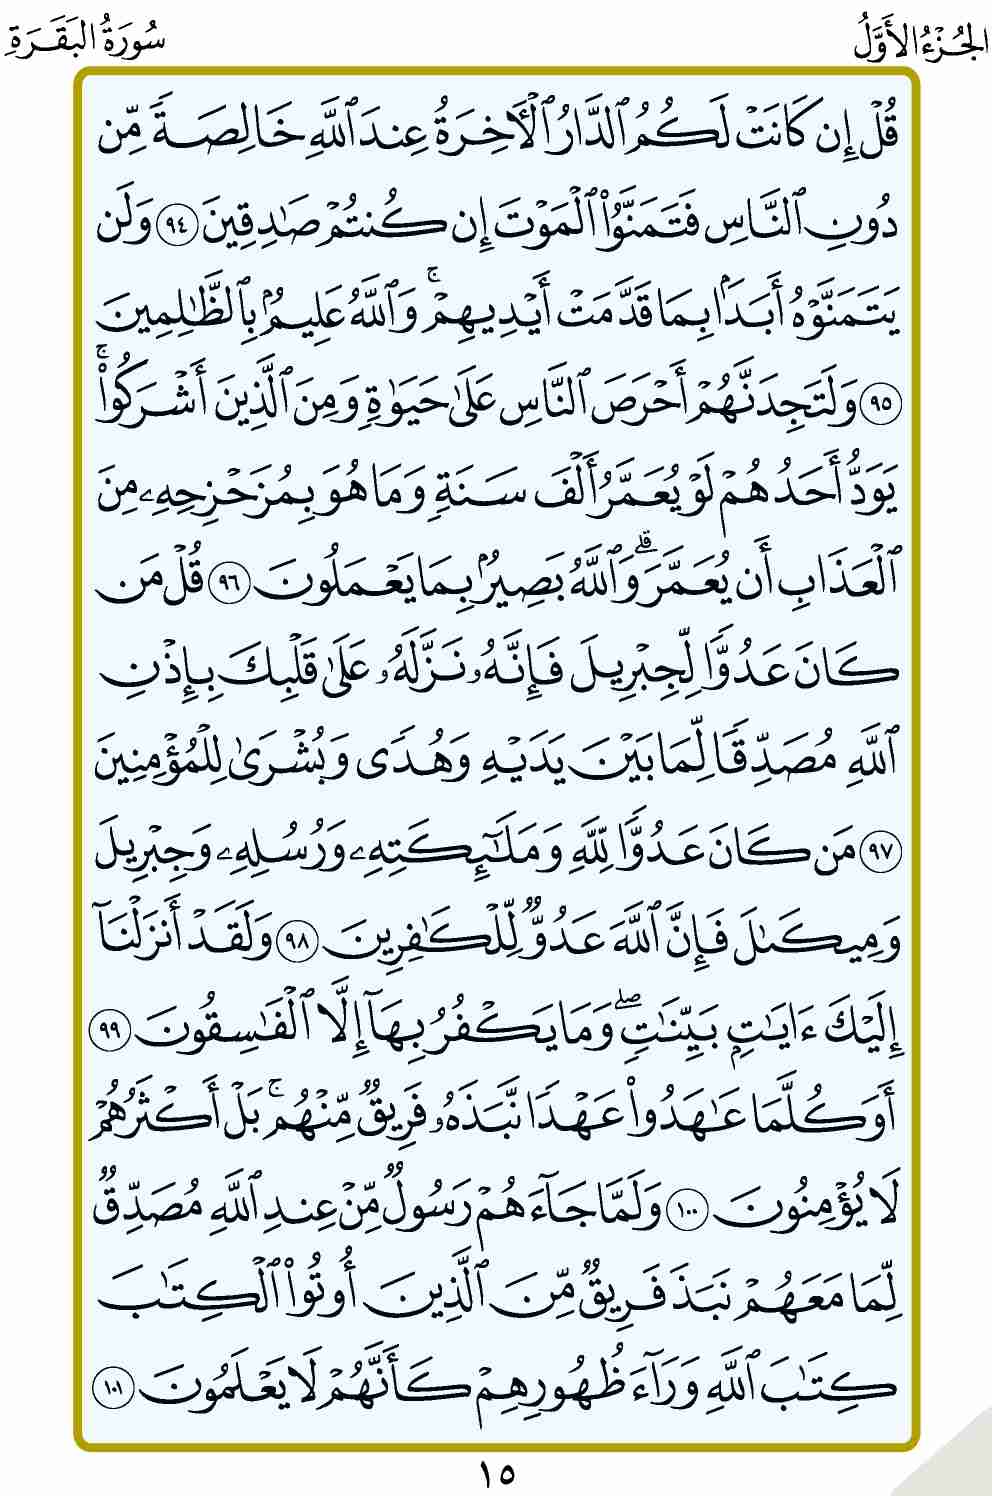 الجُزْءُ الأَوَّلُ
سُورَةُ البَقَرَةِ
قُلْ إِن كَانَتْ لَكُمُ ٱلدَّارُ ٱلْأَخِرَةُ عِندَ ٱللَّهِ خَالِصَةً مِّن
دُونِ ٱلنَّاسِ فَتَمَنَّوُا۟ ٱلْمَوْتَ إِن كُنتُمْ صَٰدِقِينَ ٩٤ وَلَن
يَتَمَنَّوْهُ أَبَدَۢا بِمَا قَدَّمَتْ أَيْدِيهِمْ ۚ وَٱللَّهُ عَلِيمُۢ بِٱلظَّٰلِمِينَ
٩٥ وَلَتَجِدَنَّهُمْ أَحْرَصَ ٱلنَّاسِ عَلَىٰ حَيَوٰةٍ وَمِنَ ٱلَّذِينَ أَشْرَكُوا۟ ۚ
يَوَدُّ أَحَدُهُمْ لَوْ يُعَمَّرُ أَلْفَ سَنَةٍ وَمَا هُوَ بِمُزَحْزِحِهِۦ مِنَ
ٱلْعَذَابِ أَن يُعَمَّرَ ۗ وَٱللَّهُ بَصِيرُۢ بِمَا يَعْمَلُونَ ٩٦ قُلْ مَن
كَانَ عَدُوًّا لِّجِبْرِيلَ فَإِنَّهُۥ نَزَّلَهُۥ عَلَىٰ قَلْبِكَ بِإِذْنِ
ٱللَّهِ مُصَدِّقًا لِّمَا بَيْنَ يَدَيْهِ وَهُدًى وَبُشْرَىٰ لِلْمُؤْمِنِينَ
٩٧ مَن كَانَ عَدُوًّا لِّلَّهِ وَمَلَٰٓئِكَتِهِۦ وَرُسُلِهِۦ وَجِبْرِيلَ
وَمِيكَىٰلَ فَإِنَّ ٱللَّهَ عَدُوٌّ لِّلْكَٰفِرِينَ ٩٨ وَلَقَدْ أَنزَلْنَآ
إِلَيْكَ ءَايَٰتٍۭ بَيِّنَٰتٍ ۖ وَمَا يَكْفُرُ بِهَآ إِلَّا ٱلْفَٰسِقُونَ ٩٩
أَوَكُلَّمَا عَٰهَدُوا۟ عَهْدًا نَّبَذَهُۥ فَرِيقٌ مِّنْهُم ۚ بَلْ أَكْثَرُهُمْ
لَا يُؤْمِنُونَ ١٠٠ وَلَمَّا جَآءَهُمْ رَسُولٌ مِّنْ عِندِ ٱللَّهِ مُصَدِّقٌ
لِّمَا مَعَهُمْ نَبَذَ فَرِيقٌ مِّنَ ٱلَّذِينَ أُوتُوا۟ ٱلْكِتَٰبَ
كِتَٰبَ ٱللَّهِ وَرَآءَ ظُهُورِهِمْ كَأَنَّهُمْ لَا يَعْلَمُونَ ١٠١
١٥